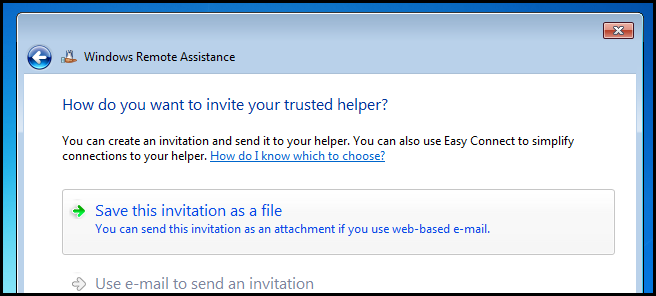 Windows Remote Assistance
How do you want to invite your trusted helper?
You can create an invitation and send it to your helper. You can also use Easy Connect to simplify
connections to your helper. How do I know which to choose?
Save this invitation as a file
You can send this invitation as an attachment if you use web-based e-mail.
Use e-mail to send an invitation